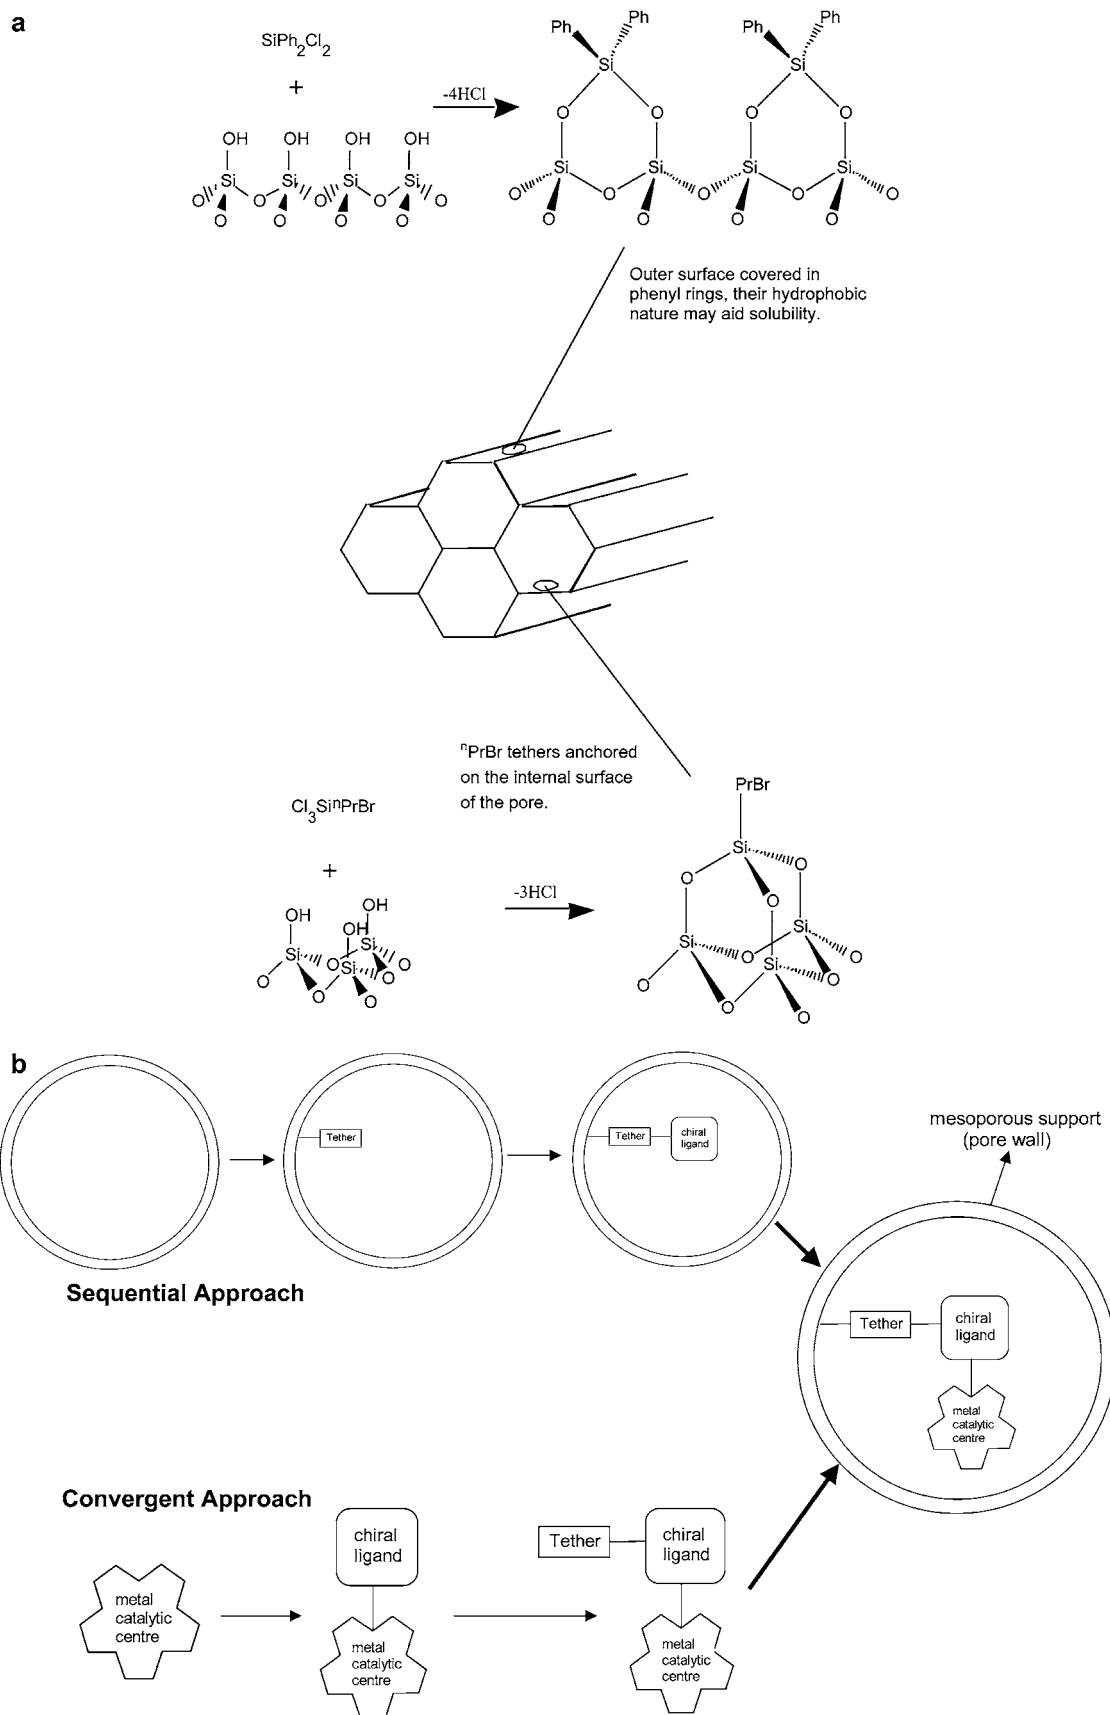 a
SiPh2Cl2
+
-4HCl
OH OH OH OH
Si Si Si Si
O O O O O
O O O O
Ph Ph Ph Ph
Si Si
O O O O
Si Si Si Si
O O O O O
O O O O
Outer surface covered in
phenyl rings, their hydrophobic
nature may aid solubility.
nPrBr tethers anchored
on the internal surface
of the pore.
Cl3SinPrBr
+
-3HCl
OH OH OH
Si Si Si
O O O O O O O
PrBr
Si
O O O
Si Si Si
O O O O O O
b
Tether
Tether
chiral
ligand
mesoporous support
(pore wall)
Sequential Approach
Tether
chiral
ligand
metal
catalytic
centre
Convergent Approach
metal
catalytic
centre
chiral
ligand
metal
catalytic
centre
Tether
chiral
ligand
metal
catalytic
centre